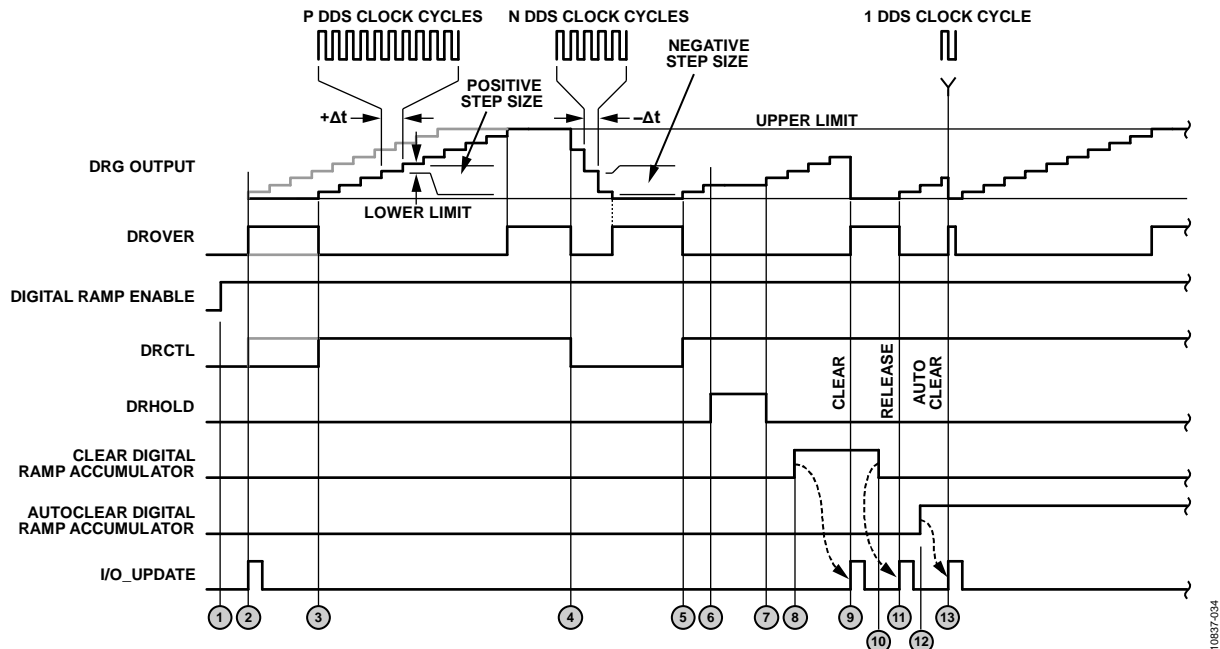 P DDS CLOCK CYCLES
N DDS CLOCK CYCLES
1 DDS CLOCK CYCLE
NEGATIVE
STEP SIZE
POSITIVE
STEP SIZE
+Δt
–Δt
UPPER LIMIT
DRG OUTPUT
LOWER LIMIT
DROVER
DIGITAL RAMP ENABLE
DRCTL
CLEAR
RELEASE
AUTO
CLEAR
DRHOLD
CLEAR DIGITAL
RAMP ACCUMULATOR
AUTOCLEAR DIGITAL
RAMP ACCUMULATOR
I/O_UPDATE
1 2 3 4 5 6 7 8 9 10 11 12 13
10837-034